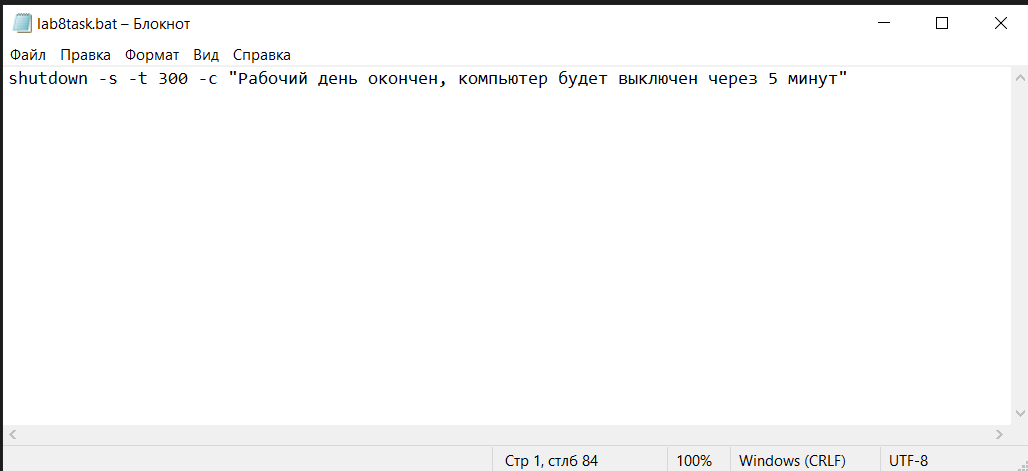 lab8task.bat – Блокнот
Файл Правка Формат Вид Справка
shutdown -s -t 300 -c "Рабочий день окончен, компьютер будет выключен через 5 минут"
Стр 1, стлб 84 100% Windows (CRLF) UTF-8